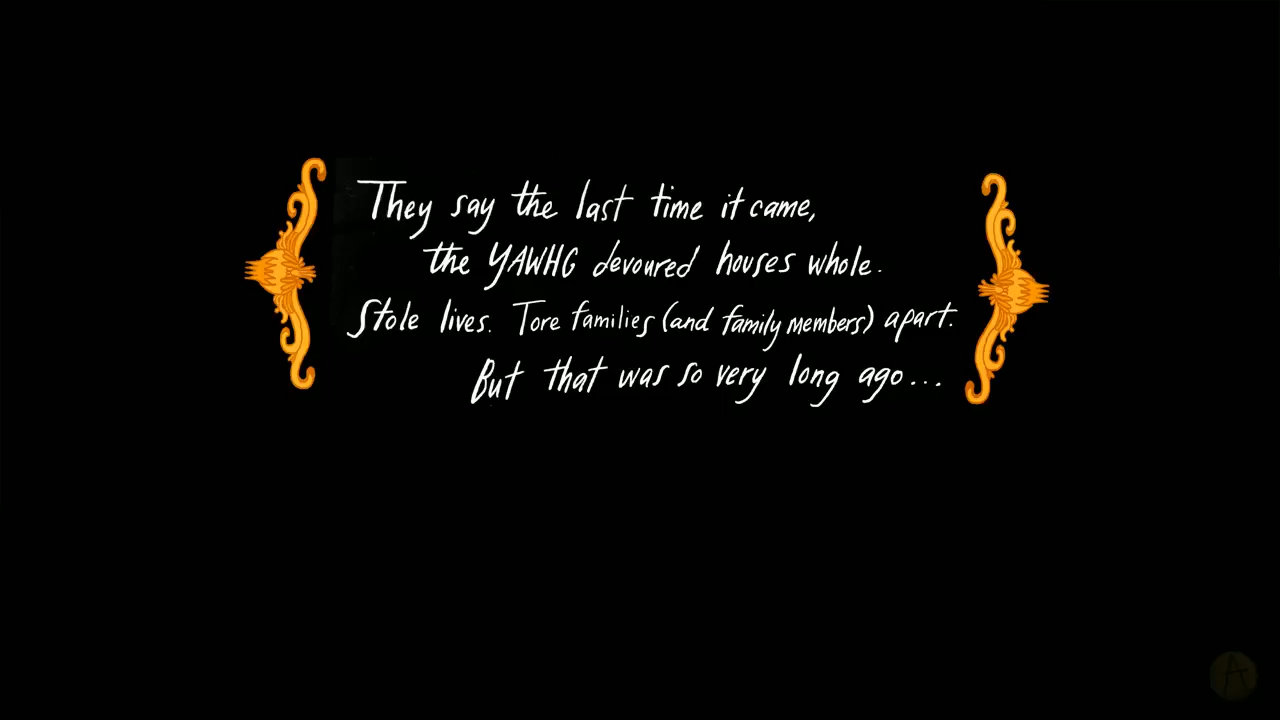 They say the last time it came,
the YAWHG devoured houses whole.
Stole lives. Tore families (and family members) apart.
But that was so very long ago...
A